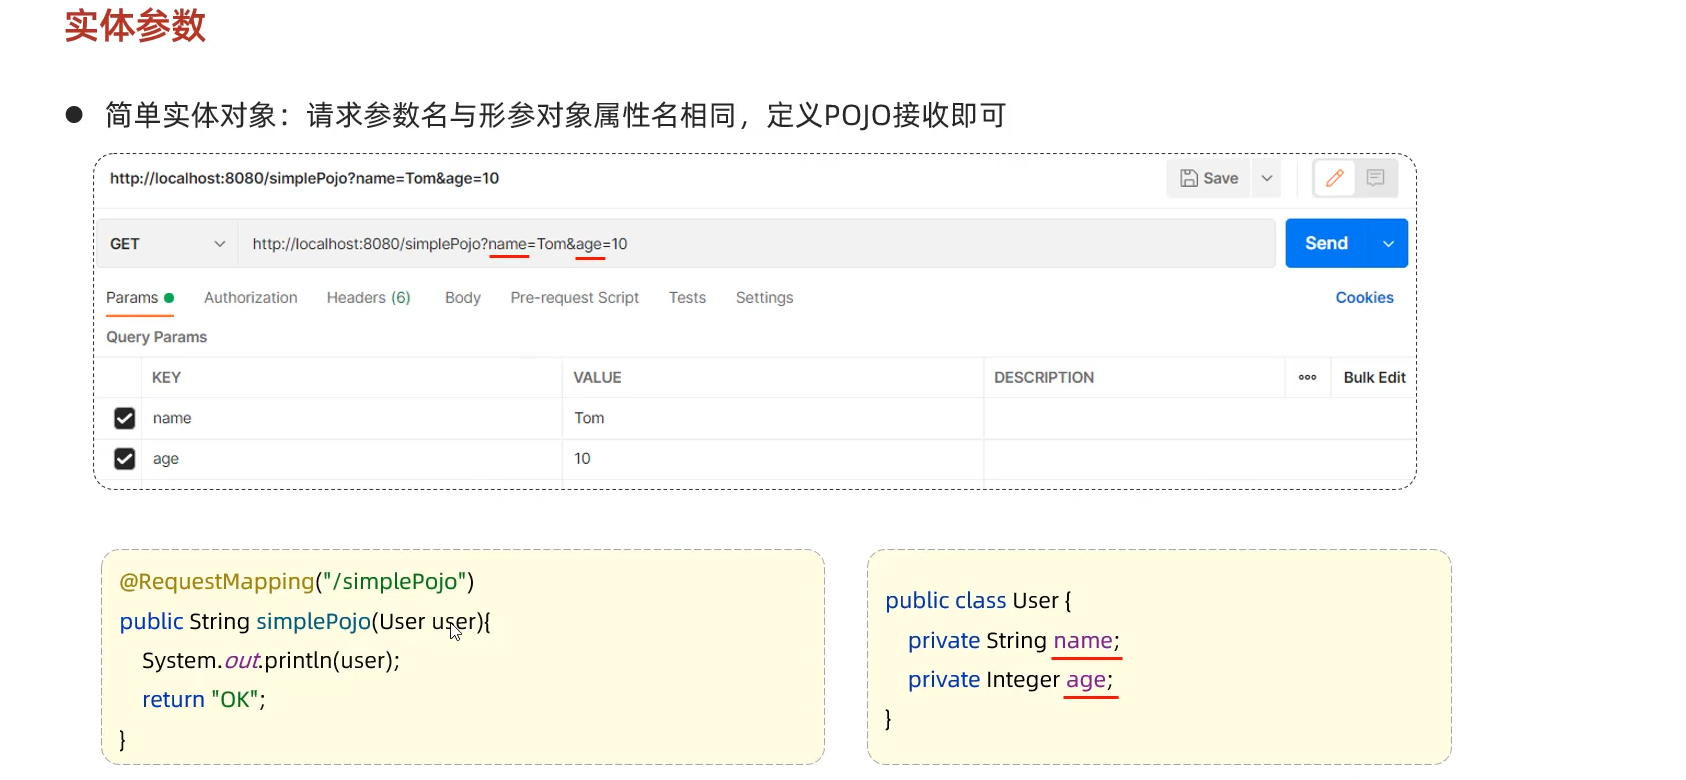 实体参数
● 简单实体对象：请求参数名与形参对象属性名相同，定义POJO接收即可
http://localhost:8080/simplePojo?name=Tom&age=10 Save
GET http://localhost:8080/simplePojo?name=Tom&age=10 Send
Params Authorization Headers (6) Body Pre-request Script Tests Settings Cookies
Query Params
KEY VALUE DESCRIPTION ooo Bulk Edit
name Tom
age 10
@RequestMapping("/simplePojo")
public String simplePojo(User user){
System.out.println(user);
return "OK";
}
public class User {
private String name;
private Integer age;
}